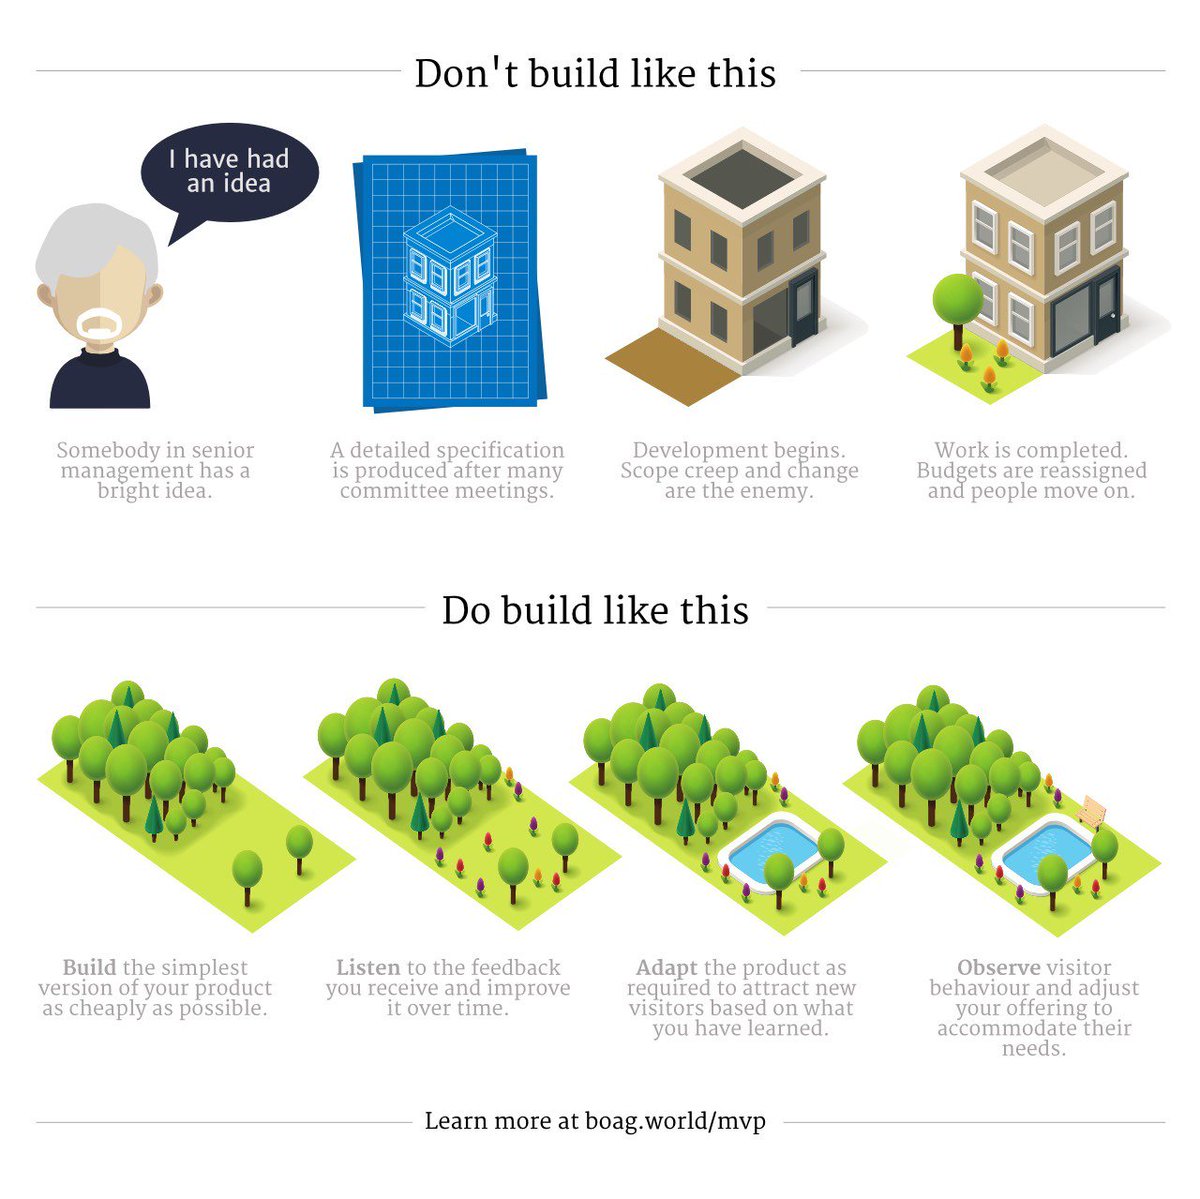 Don't build like this
I have had
an idea
Somebody in senior
management has a
bright idea.
A detailed specification
is produced after many
committee meetings.
Development begins.
Scope creep and change
are the enemy.
Work is completed.
Budgets are reassigned
and people move on.
Do build like this
Build the simplest
version of your product
as cheaply as possible.
Listen to the feedback
you receive and improve
it over time.
Adapt the product as
required to attract new
visitors based on what
you have learned.
Observe visitor
behaviour and adjust
your offering to
accommodate their
needs.
Learn more at boag.world/mvp